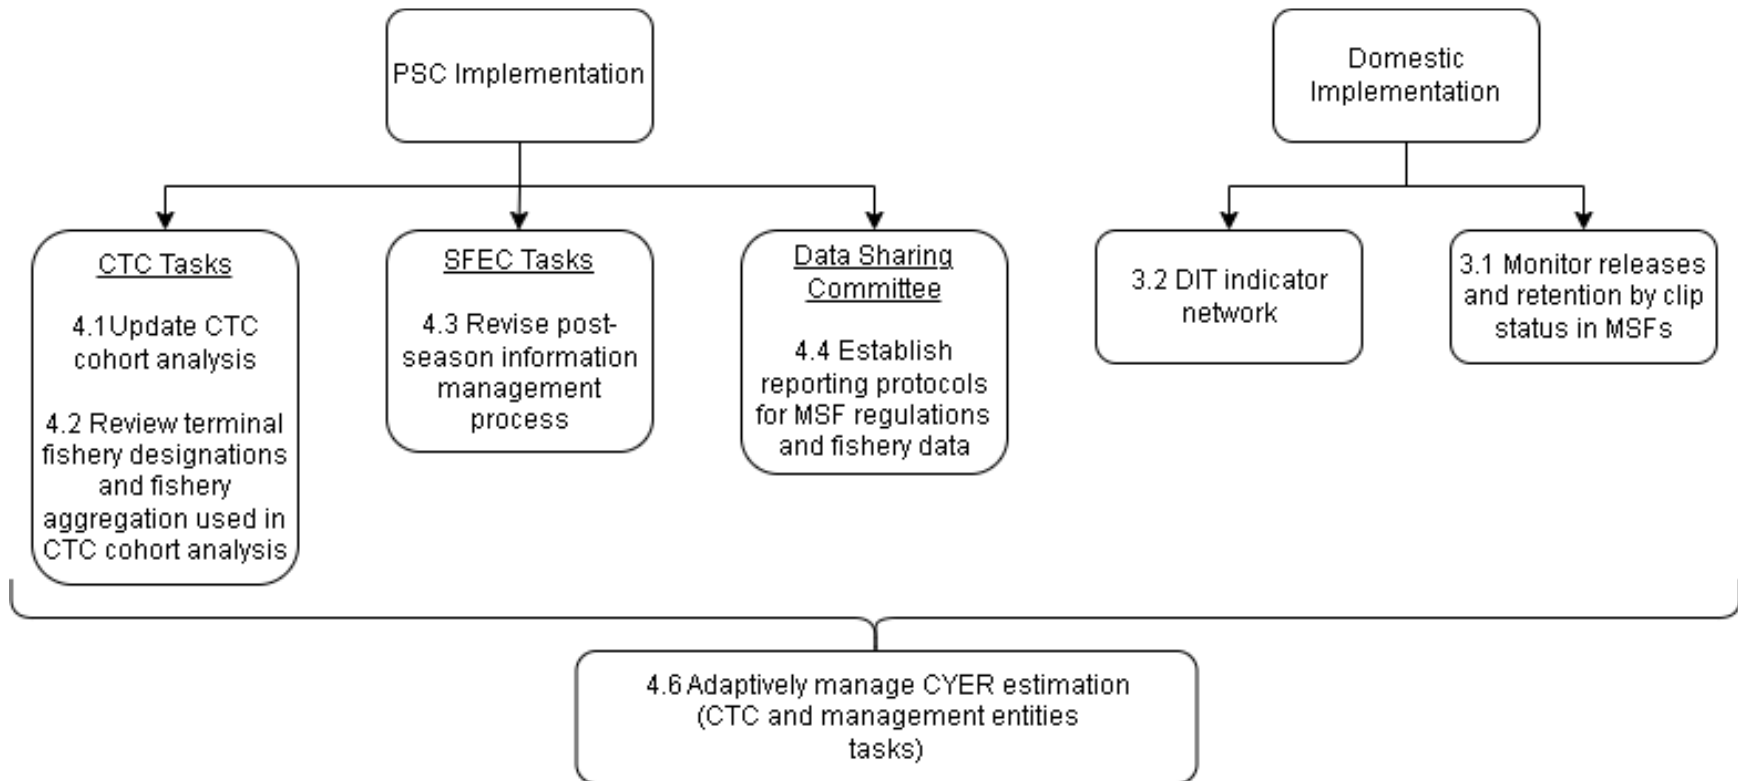 PSC Implementation
Domestic
Implementation
CTC Tasks
4.1Update CTC
cohort analysis
4.2 Review terminal
fishery designations
and fishery
aggregation used in
CTC cohort analysis
SFEC Tasks
4.3 Revise post-
season information
management
process
Data Sharing
Committee
4.4 Establish
reporting protocols
for MSF regulations
and fishery data
3.2 DIT indicator
network
3.1 Monitor releases
and retention by clip
status in MSFs
4.6 Adaptively manage CYER estimation
(CTC and management entities
tasks)